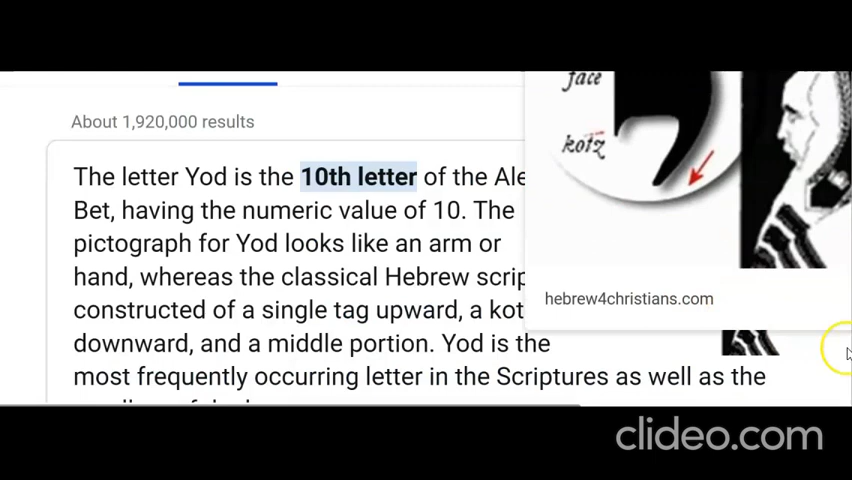 About 1,920,000 results
The letter Yod is the 10th letter of the Ale
Bet, having the numeric value of 10. The
pictograph for Yod looks like an arm or
hand, whereas the classical Hebrew scrip
constructed of a single tag upward, a kot
downward, and a middle portion. Yod is the
most frequently occurring letter in the Scriptures as well as the
face
kotz
hebrew4christians.com
clideo.com